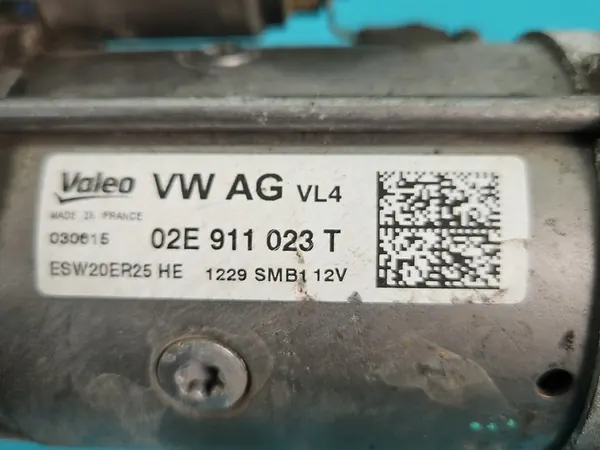 Valeo VW AG VL4
MADE IN FRANCE
030615 02E 911 023 T
ESW20ER25 HE 1229 SMB1 12V